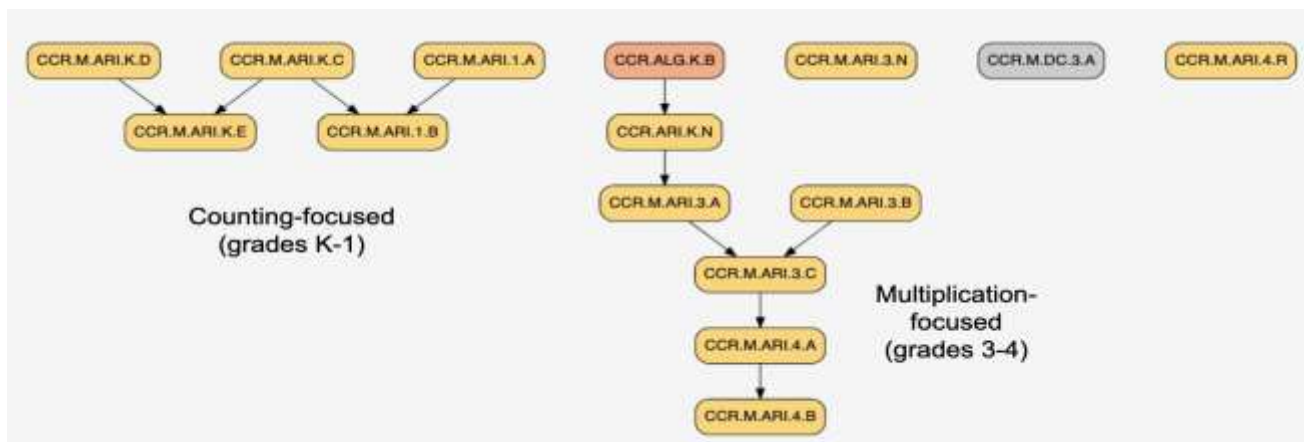 CCR.M.ARI.K.D
CCR.M.ARI.K.C
CCR.M.ARI.1.A
CCR.ALG.K.B
CCR.M.ARI.3.N
CCR.M.DC.3.A
CCR.M.ARI.4.R
CCR.M.ARI.K.E
CCR.M.ARI.1.B
CCR.ARI.K.N
CCR.M.ARI.3.A
CCR.M.ARI.3.B
Counting-focused
(grades K-1)
CCR.M.ARI.3.C
Multiplication-
focused
(grades 3-4)
CCR.M.ARI.4.A
CCR.M.ARI.4.B